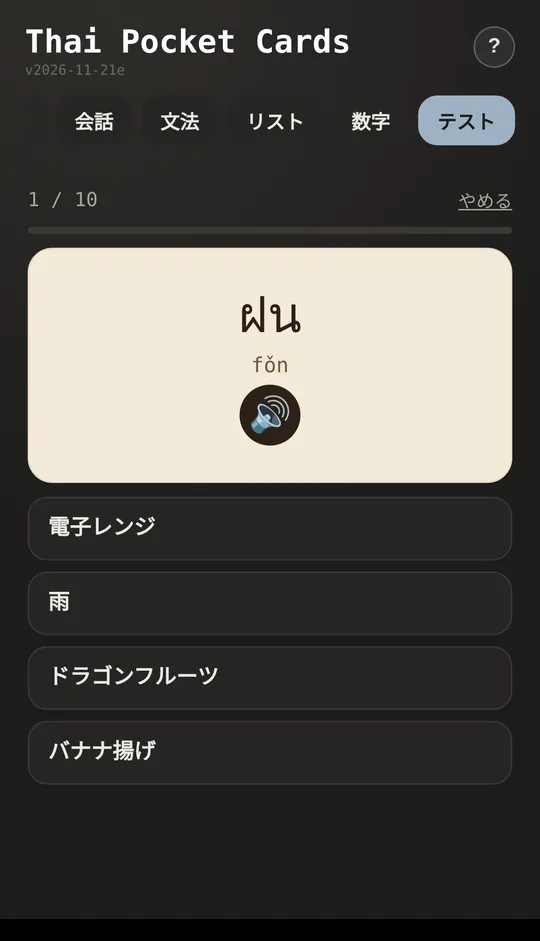 Thai Pocket Cards
?
v2026-11-21e
会話 文法 リスト 数字 テスト
1 / 10 やめる
ฝน
fǒn
電子レンジ
雨
ドラゴンフルーツ
バナナ揚げ